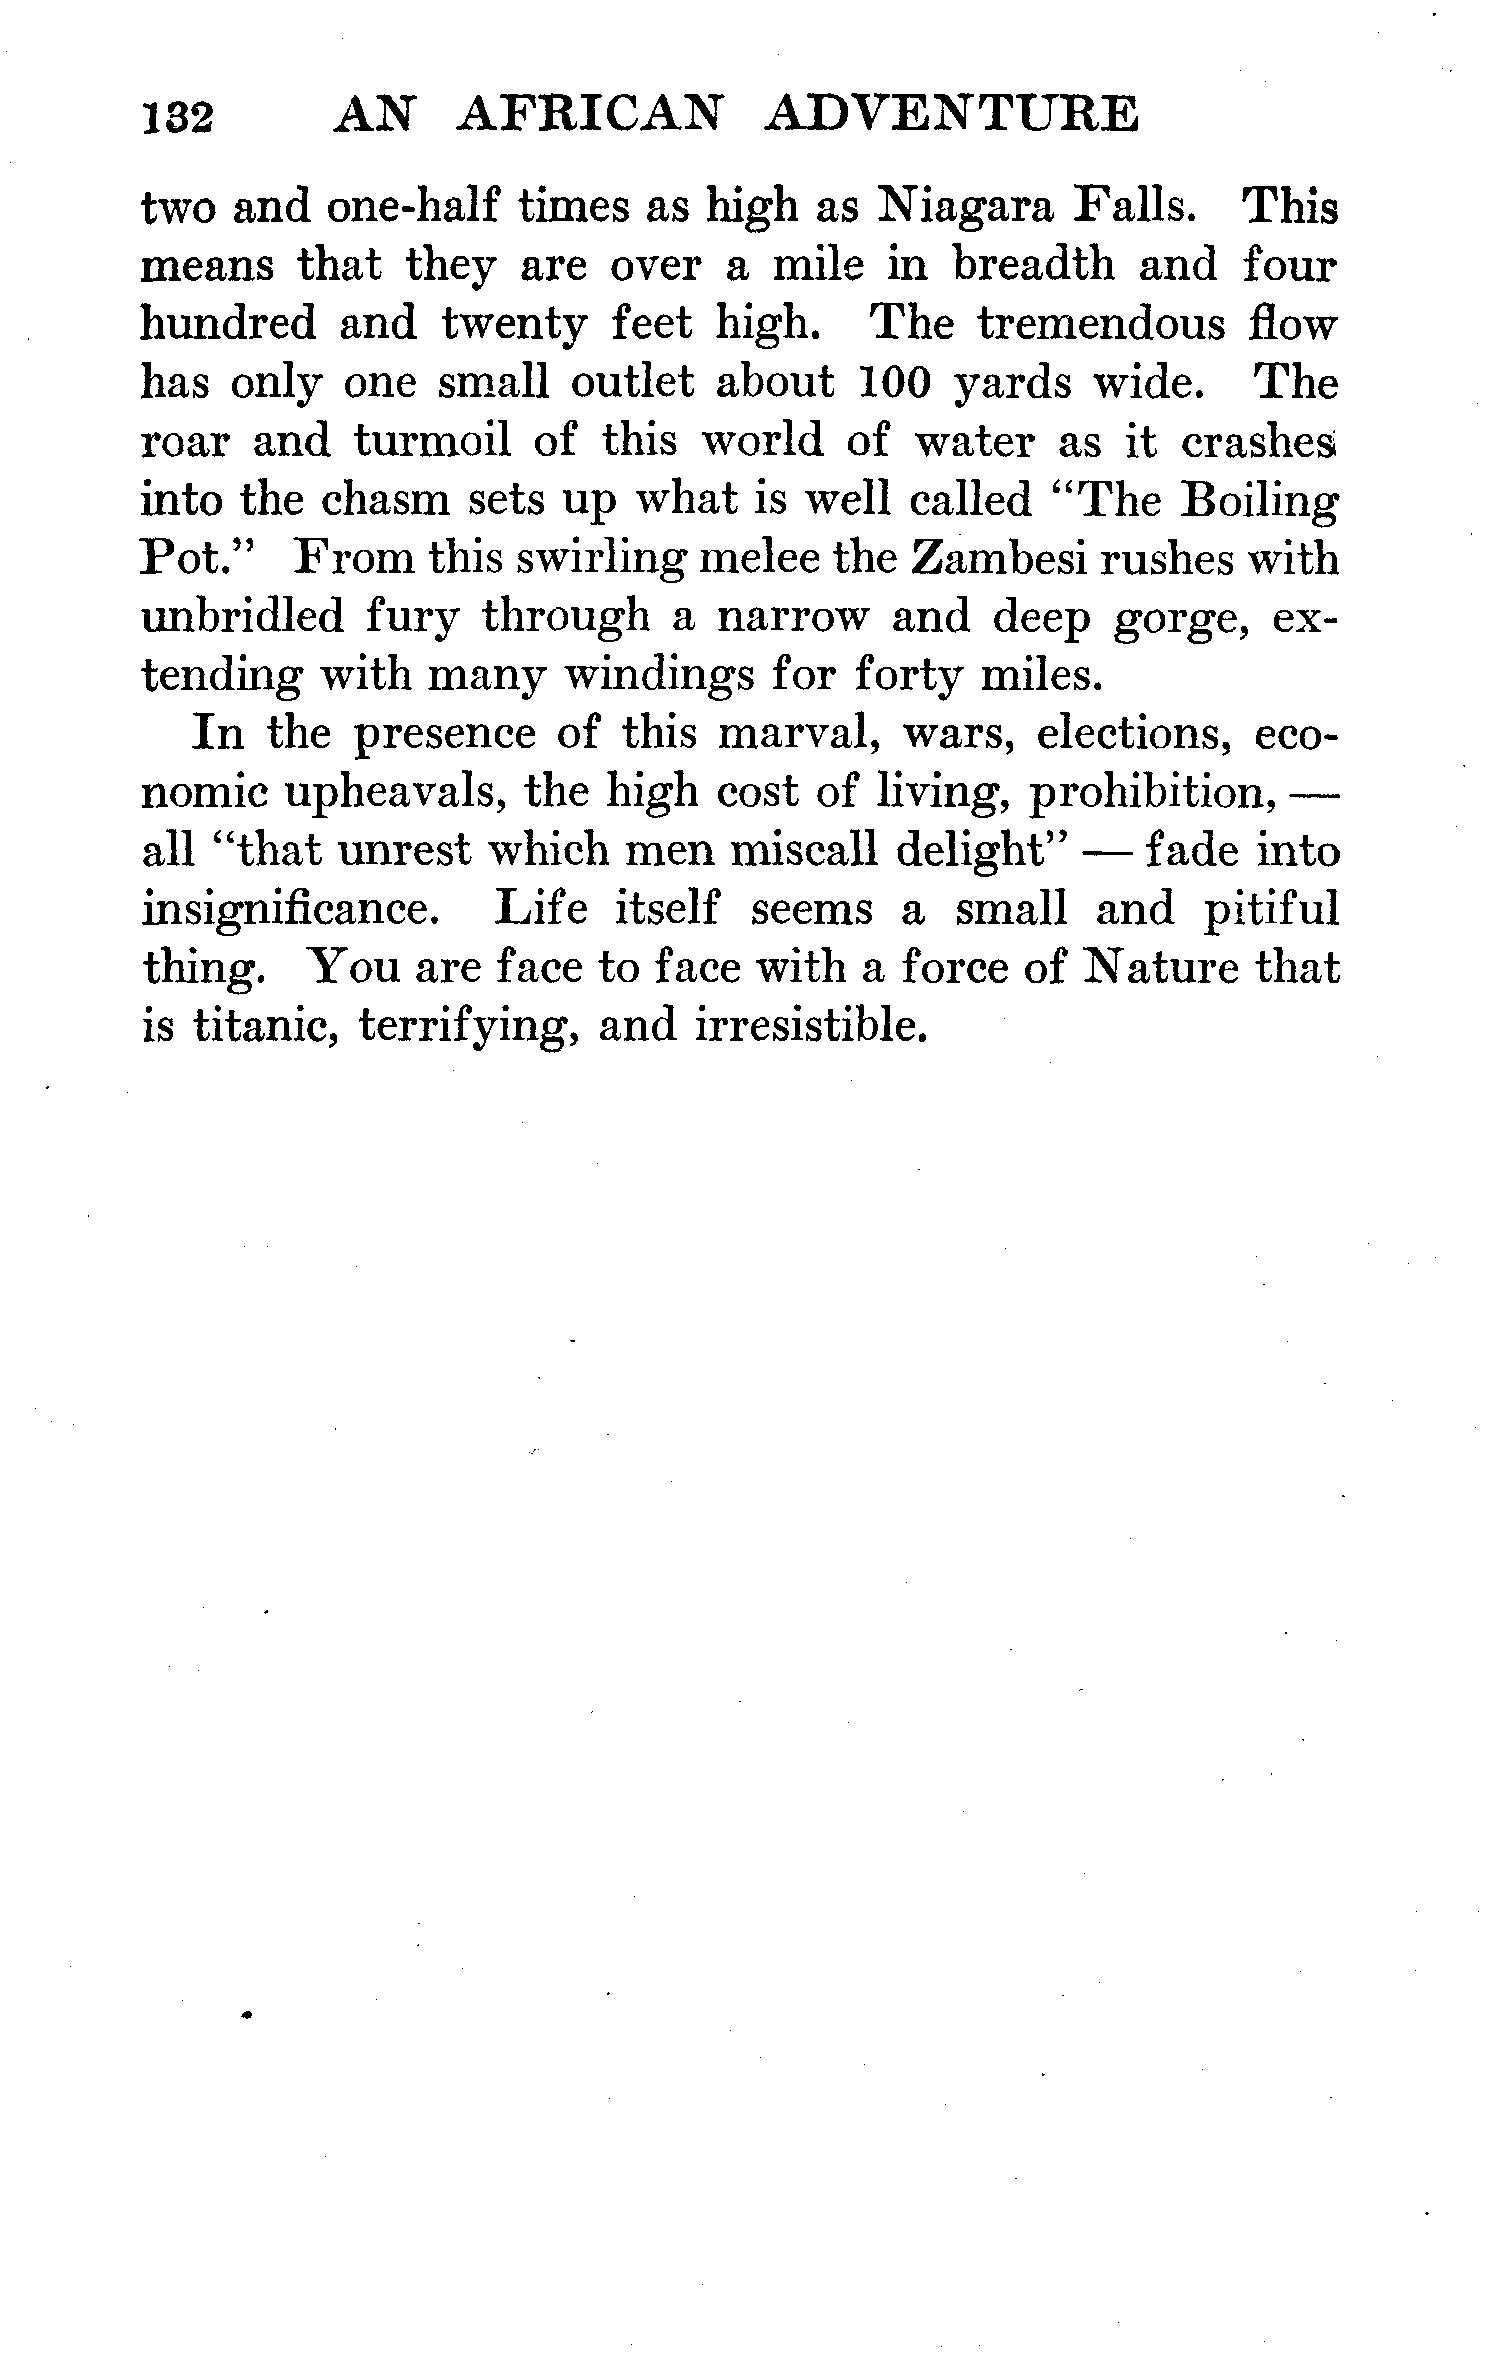 132 AN AFRICAN ADVENTURE
two and one-half times as high as Niagara Falls. This
means that they are over a mile in breadth and four
hundred and twenty feet high. The tremendous flow
has only one small outlet about 100 yards wide. The
roar and turmoil of this world of water as it crashes
into the chasm sets up what is well called “The Boiling
Pot.” From this swirling melee the Zambesi rushes with
unbridled fury through a narrow and deep gorge, ex-
tending with many windings for forty miles.
In the presence of this marval, wars, elections, eco-
nomic upheavals, the high cost of living, prohibition, —
all “that unrest which men miscall delight” — fade into
insignificance. Life itself seems a small and pitiful
thing. You are face to face with a force of Nature that
is titanic, terrifying, and irresistible.